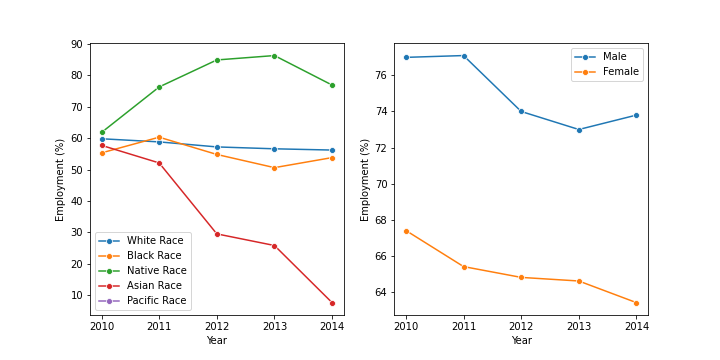 90
80
70
60
50
40
30
20
10
Employment (%)
2010 2011 2012 2013 2014
Year
White Race
Black Race
Native Race
Asian Race
Pacific Race
76
74
72
70
68
66
64
Employment (%)
2010 2011 2012 2013 2014
Year
Male
Female